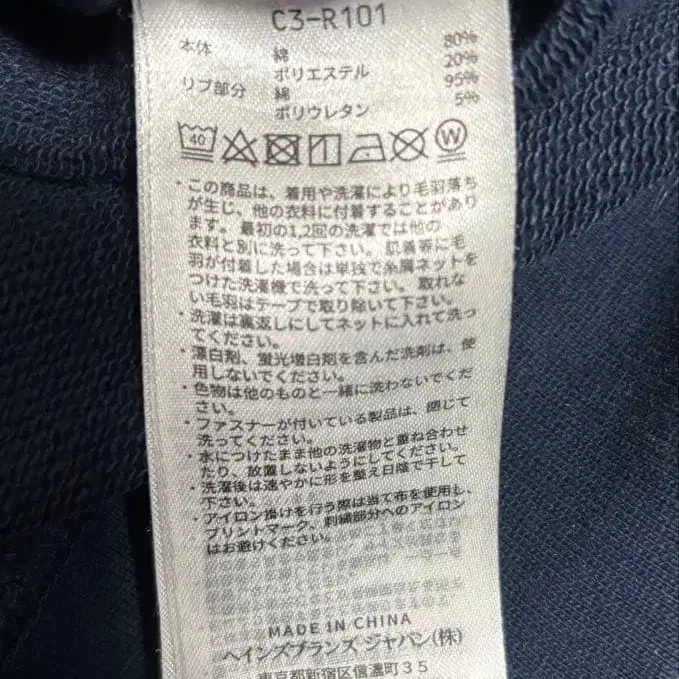 C3-R101
本体 綿 80%
ポリエステル 20%
リブ部分 綿 95%
ポリウレタン 5%
40 W
・この商品は、着用や洗濯により毛羽落ち
が生じ、他の衣料に付着することがあり
ます。最初の1,2回の洗濯では他の
衣料と別に洗って下さい。肌着等に毛
羽が付着した場合は単独で糸屑ネットを
つけた洗濯機で洗って下さい。取れな
い毛羽はテープで取り除いて下さい。
・洗濯は裏返しにしてネットに入れて洗っ
てください。
・漂白剤、蛍光増白剤を含んだ洗剤は、使
用しないでください。
・色物は他のものと一緒に洗わないでくだ
さい。
・ファスナーが付いている製品は、閉じて
洗ってください。
・水につけたまま他の洗濯物と重ね合わせ
たり、放置しないようにしてください。
・洗濯後は速やかに形を整え日陰で干して
下さい。
・アイロン掛けを行う際は当て布を使用し、
プリントマーク、刺繍部分へのアイロン
はお避けください。
MADE IN CHINA
ヘインズブランズ ジャパン(株)
東京都新宿区信濃町35